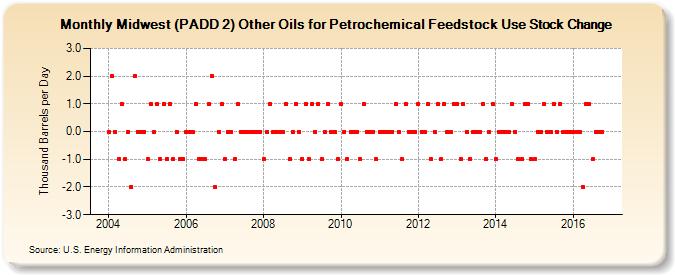 Monthly Midwest (PADD 2) Other Oils for Petrochemical Feedstock Use Stock Change
Thousand Barrels per Day
3.0
2.0
1.0
0.0
-1.0
-2.0
-3.0
2004 2006 2008 2010 2012 2014 2016
Source: U.S. Energy Information Administration